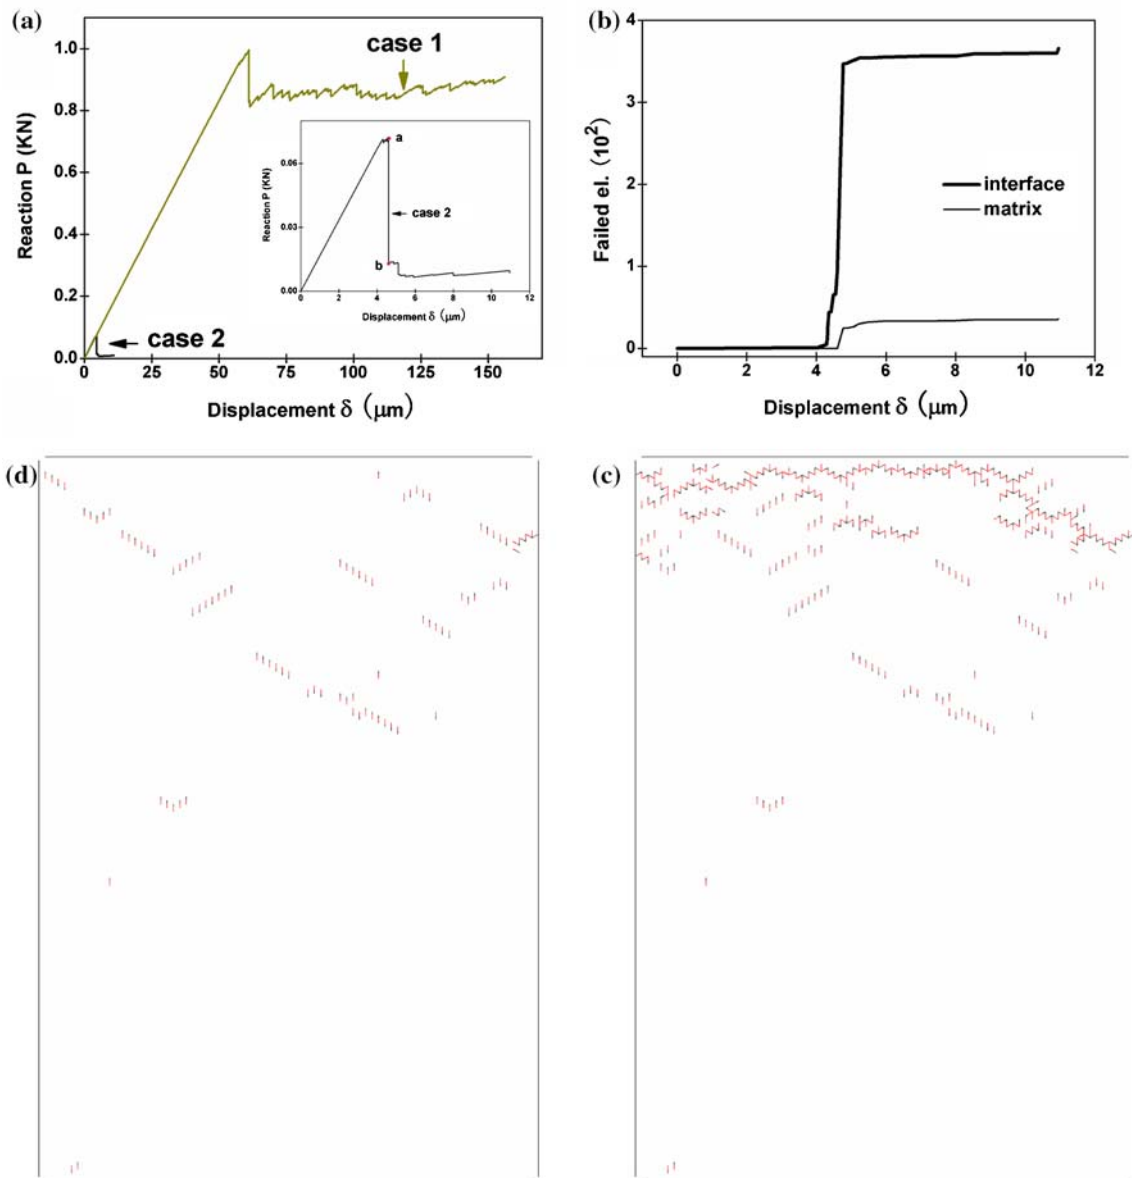 (a)
1.0
0.8
0.6
0.4
0.2
0.0
Reaction P (KN)
case 1
case 2
0 25 50 75 100 125 150
Displacement δ (μm)
0.06
0.03
0.00
Reaction P (KN)
a
case 2
b
0 2 4 6 8 10 12
Displacement δ (μm)
(b)
4
3
2
1
0
Failed el. (10²)
interface
matrix
0 2 4 6 8 10 12
Displacement δ (μm)
(d)
(c)